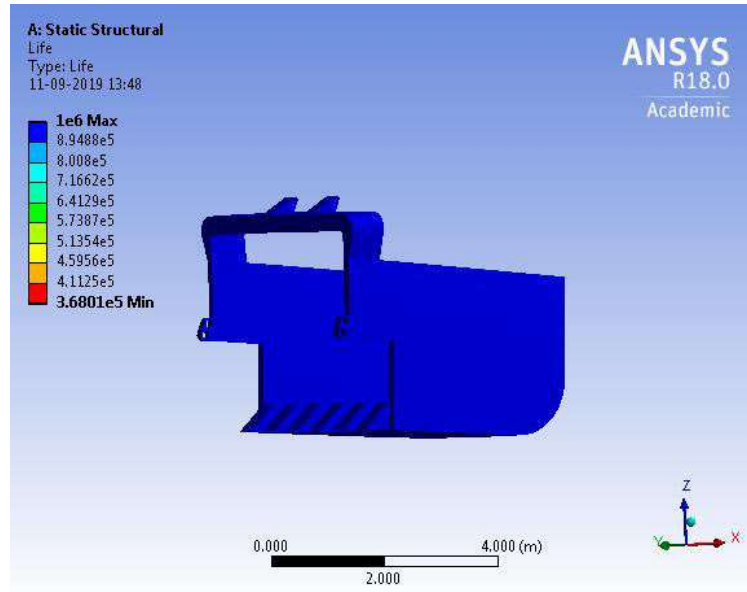 A: Static Structural
Life
Type: Life
11-09-2019 13:48
ANSYS
R18.0
Academic
1e6 Max
8.9488e5
8.008e5
7.1662e5
6.4129e5
5.7387e5
5.1354e5
4.5956e5
4.1125e5
3.6801e5 Min
0.000
4.000 (m)
2.000
Z
Y
X